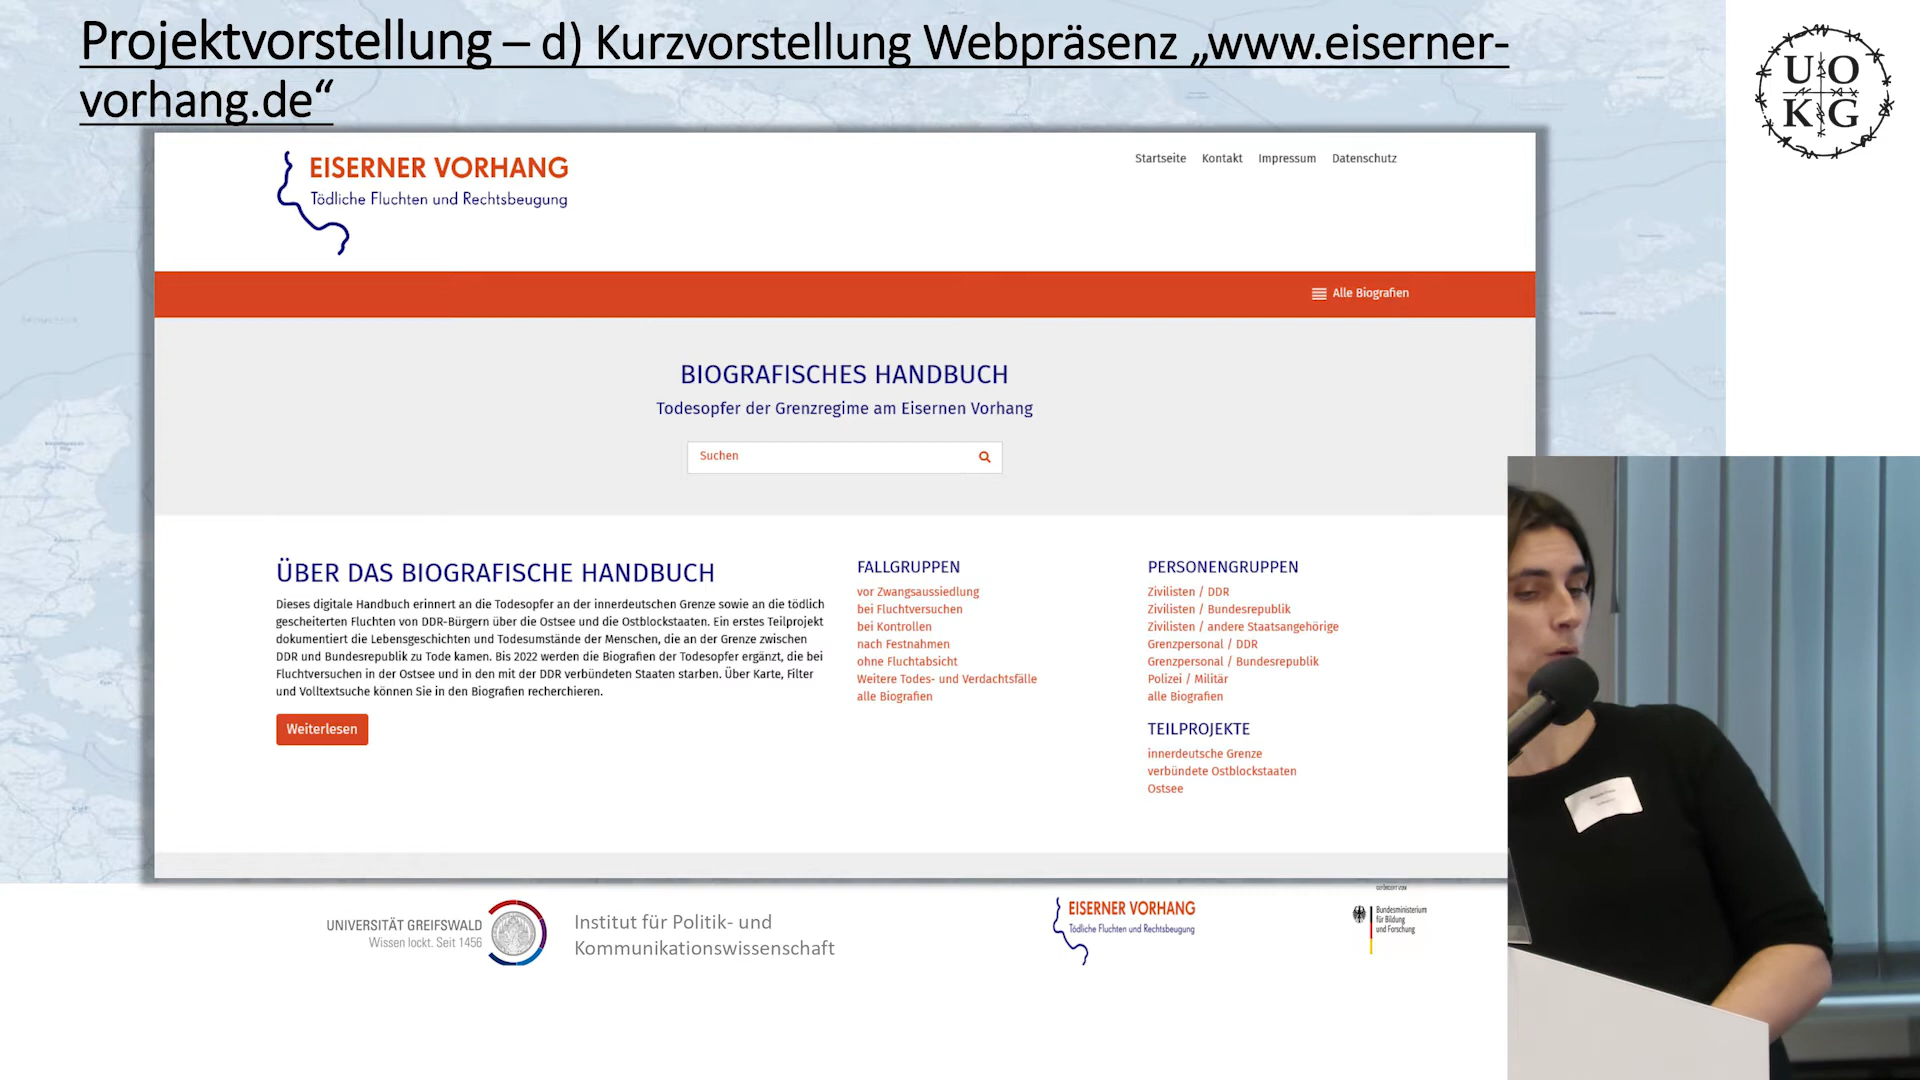 Projektvorstellung – d) Kurzvorstellung Webpräsenz „www.eiserner-
vorhang.de“
U O
K G
EISERNER VORHANG
Tödliche Fluchten und Rechtsbeugung
Startseite Kontakt Impressum Datenschutz
Alle Biografien
BIOGRAFISCHES HANDBUCH
Todesopfer der Grenzregime am Eisernen Vorhang
Suchen
ÜBER DAS BIOGRAFISCHE HANDBUCH
Dieses digitale Handbuch erinnert an die Todesopfer an der innerdeutschen Grenze sowie an die tödlich
gescheiterten Fluchten von DDR-Bürgern über die Ostsee und die Ostblockstaaten. Ein erstes Teilprojekt
dokumentiert die Lebensgeschichten und Todesumstände der Menschen, die an der Grenze zwischen
DDR und Bundesrepublik zu Tode kamen. Bis 2022 werden die Biografien der Todesopfer ergänzt, die bei
Fluchtversuchen in der Ostsee und in den mit der DDR verbündeten Staaten starben. Über Karte, Filter
und Volltextsuche können Sie in den Biografien recherchieren.
Weiterlesen
FALLGRUPPEN
vor Zwangsaussiedlung
bei Fluchtversuchen
bei Kontrollen
nach Festnahmen
ohne Fluchtabsicht
Weitere Todes- und Verdachtsfälle
alle Biografien
PERSONENGRUPPEN
Zivilisten / DDR
Zivilisten / Bundesrepublik
Zivilisten / andere Staatsangehörige
Grenzpersonal / DDR
Grenzpersonal / Bundesrepublik
Polizei / Militär
alle Biografien
TEILPROJEKTE
innerdeutsche Grenze
verbündete Ostblockstaaten
Ostsee
UNIVERSITÄT GREIFSWALD
Wissen lockt. Seit 1456
Institut für Politik- und
Kommunikationswissenschaft
EISERNER VORHANG
Tödliche Fluchten und Rechtsbeugung
GEFÖRDERT VOM
Bundesministerium
für Bildung
und Forschung